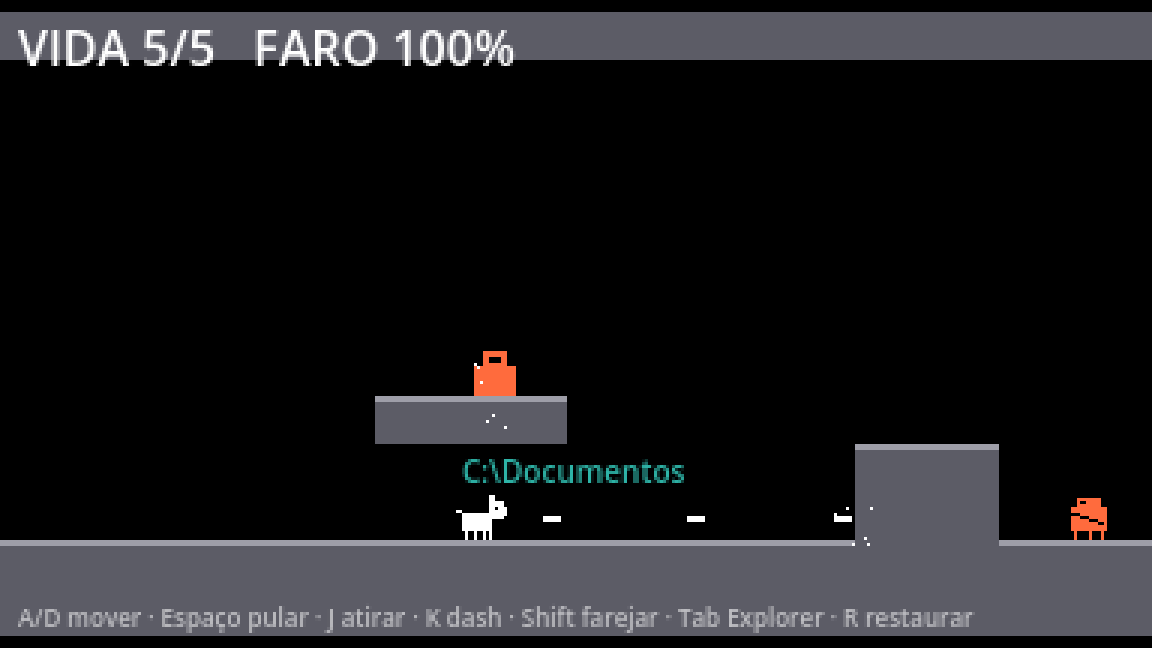 VIDA 5/5 FARO 100%
C:\Documentos
A/D mover · Espaço pular · J atirar · K dash · Shift farejar · Tab Explorer · R restaurar